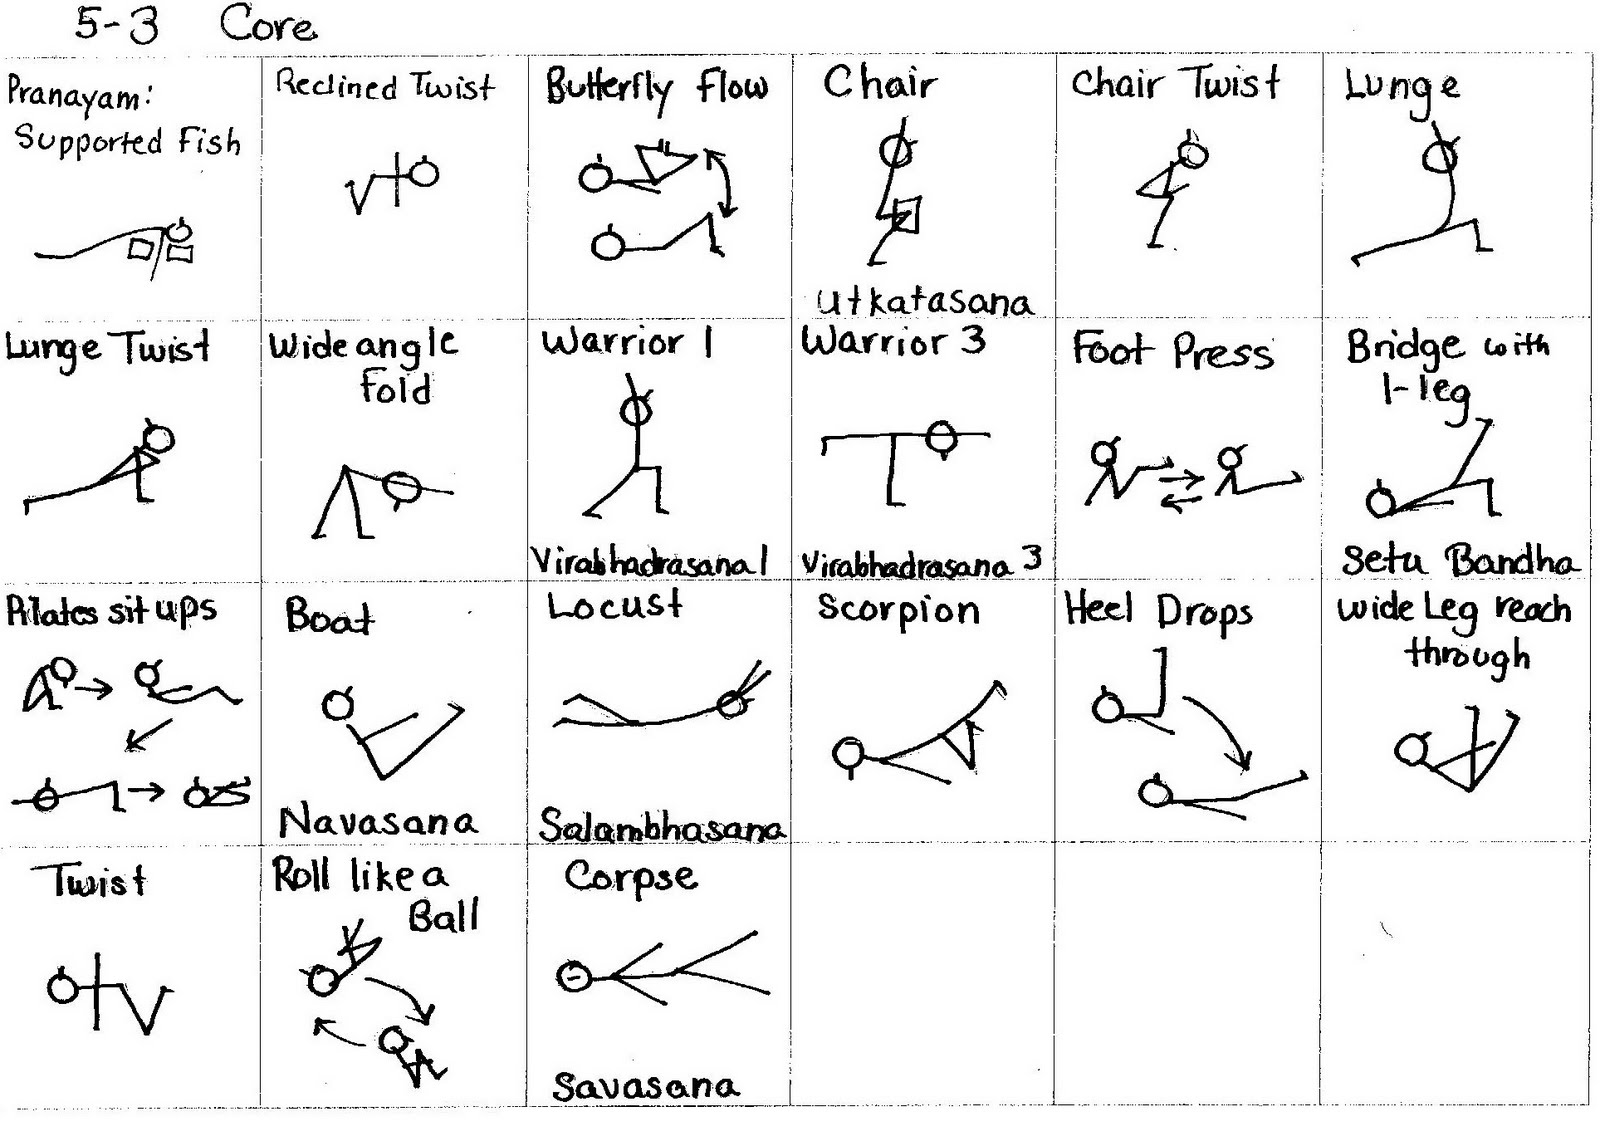 5-3 Core
Pranayam:
Supported Fish
Reclined Twist
Butterfly Flow
Chair
Utkatasana
Chair Twist
Lunge
Lunge Twist
Wide angle
Fold
Warrior 1
Virabhadrasana 1
Warrior 3
Virabhadrasana 3
Foot Press
Bridge with
1-leg
Setu Bandha
Pilates sit ups
Boat
Navasana
Locust
Salambhasana
Scorpion
Heel Drops
Wide Leg reach
through
Twist
Roll like a
Ball
Corpse
Savasana